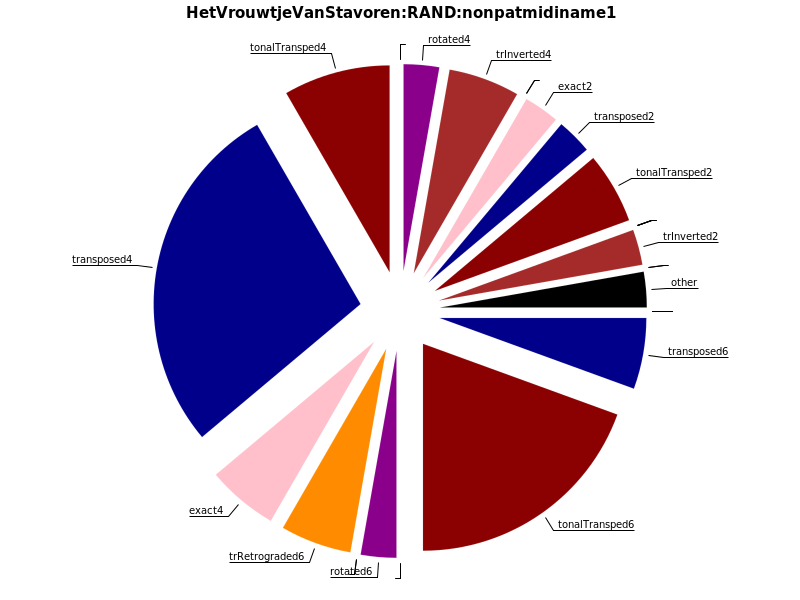 HetVrouwtjeVanStavoren:RAND:nonpatmidiname1
tonalTransped4
rotated4
trInverted4
exact2
transposed2
tonalTransped2
trInverted2
transposed4
other
transposed6
exact4
tonalTransped6
trRetrograded6
rotated6